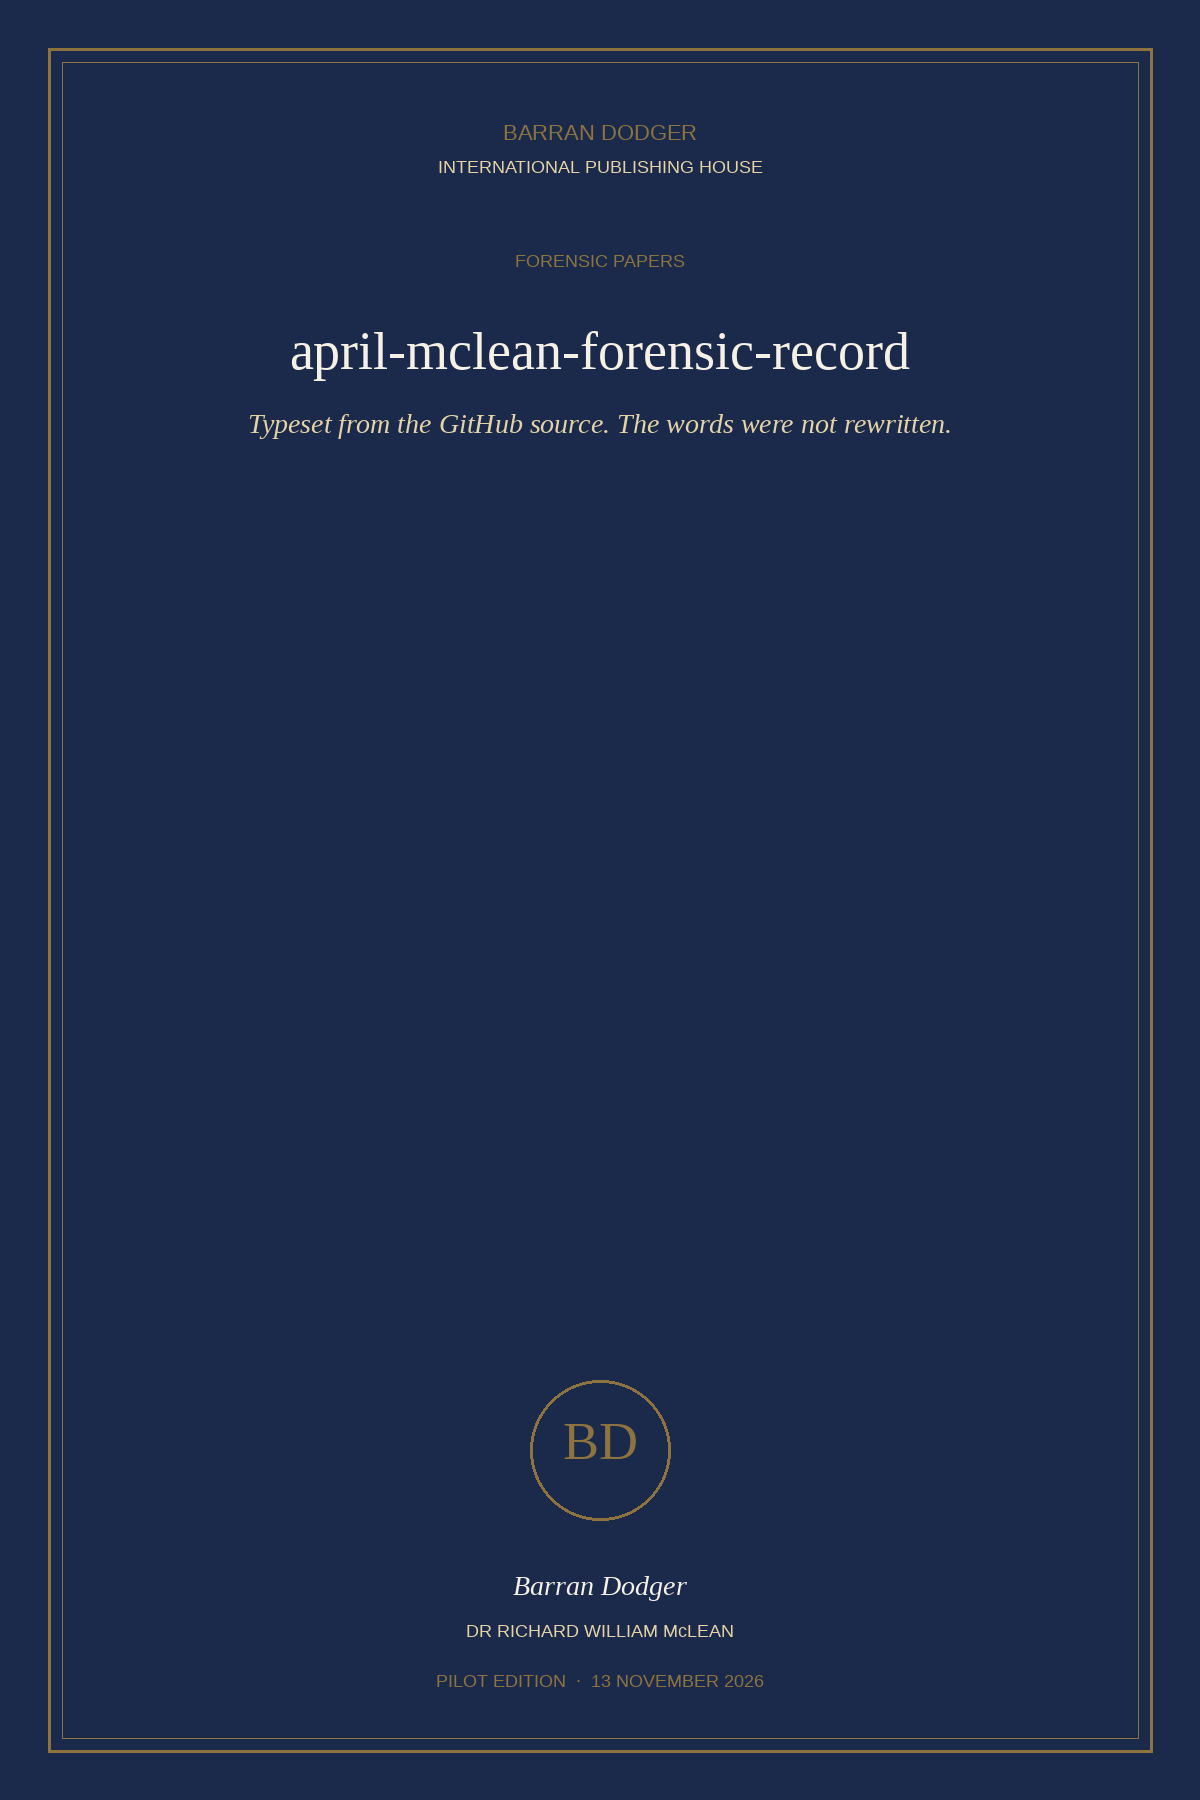 BARRAN DODGER
INTERNATIONAL PUBLISHING HOUSE
FORENSIC PAPERS
april-mclean-forensic-record
Typeset from the GitHub source. The words were not rewritten.
BD
Barran Dodger
DR RICHARD WILLIAM McLEAN
PILOT EDITION · 13 NOVEMBER 2026